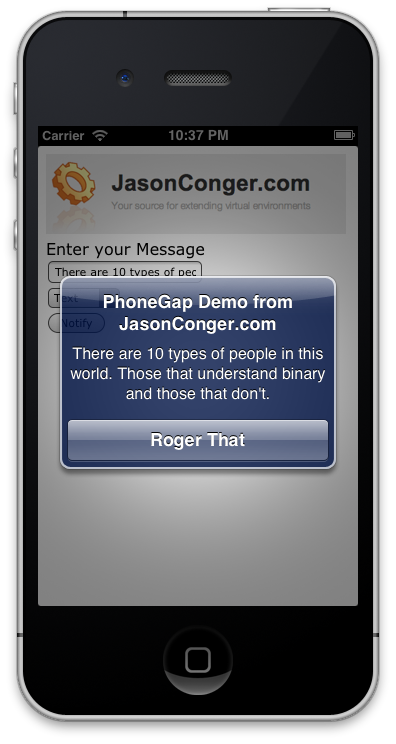 Carrier 10:37 PM
JasonConger.com
Your source for extending virtual environments
Enter your Message
There are 10 types of pec
Text
Notify
PhoneGap Demo from
JasonConger.com
There are 10 types of people in this
world. Those that understand binary
and those that don't.
Roger That